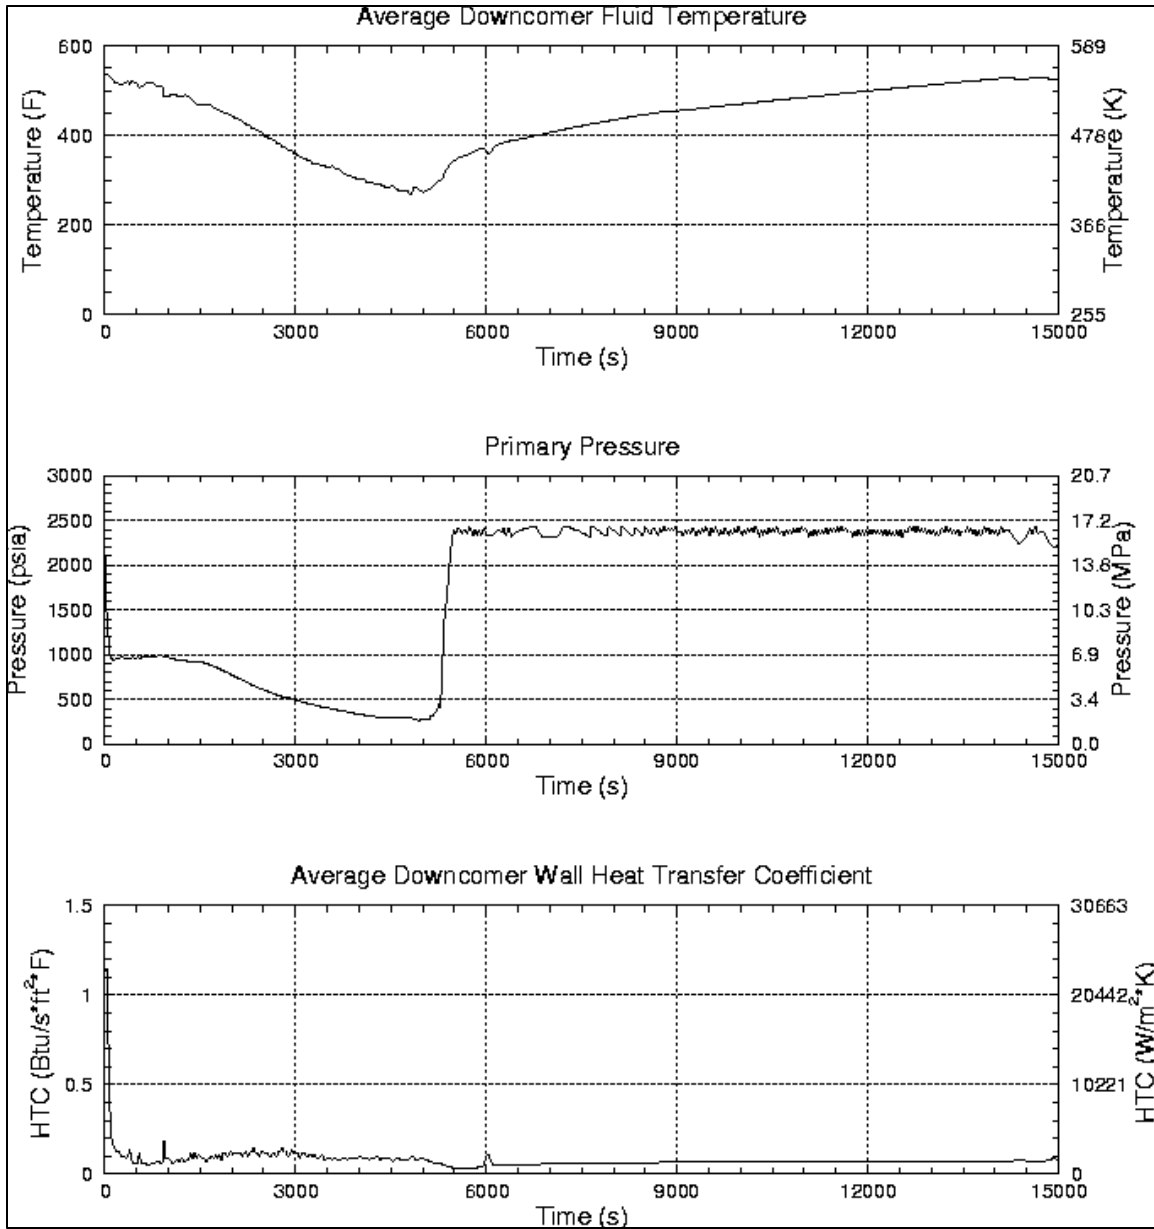 Average Downcomer Fluid Temperature
600
400
200
0
589
478
366
255
Temperature (F)
Temperature (K)
0 3000 6000 9000 12000 15000
Time (s)
Primary Pressure
3000
2500
2000
1500
1000
500
0
20.7
17.2
13.8
10.3
6.9
3.4
0.0
Pressure (psia)
Pressure (MPa)
0 3000 6000 9000 12000 15000
Time (s)
Average Downcomer Wall Heat Transfer Coefficient
1.5
1
0.5
0
30663
20442
10221
0
HTC (Btu/s*ft²*F)
HTC (W/m²*K)
0 3000 6000 9000 12000 15000
Time (s)